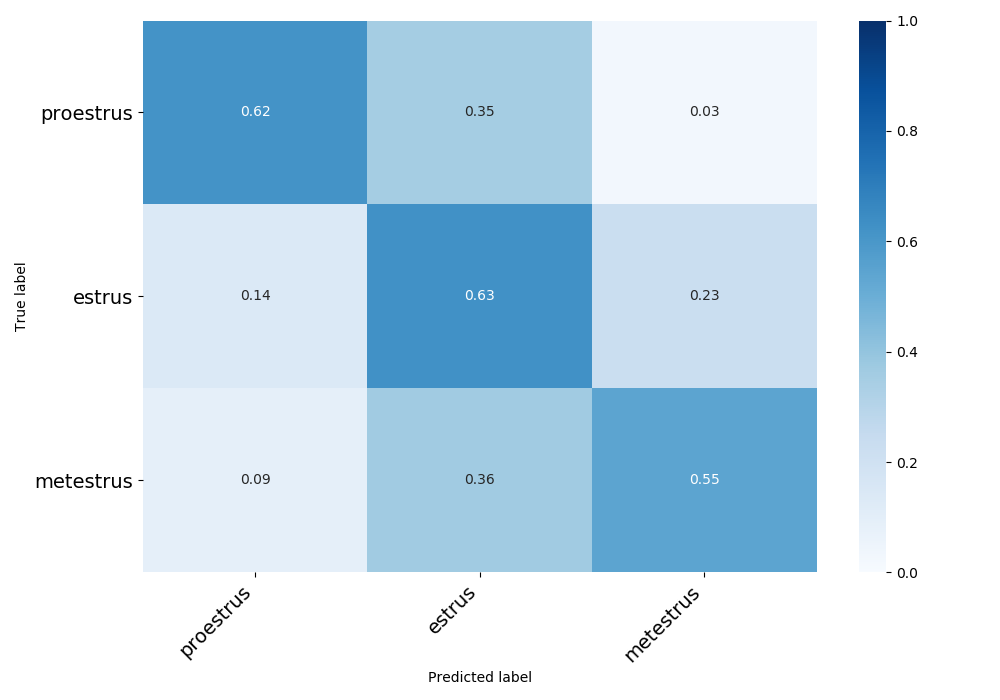 proestrus 0.62 0.35 0.03
estrus 0.14 0.63 0.23
metestrus 0.09 0.36 0.55
True label
proestrus estrus metestrus
Predicted label
1.0
0.8
0.6
0.4
0.2
0.0